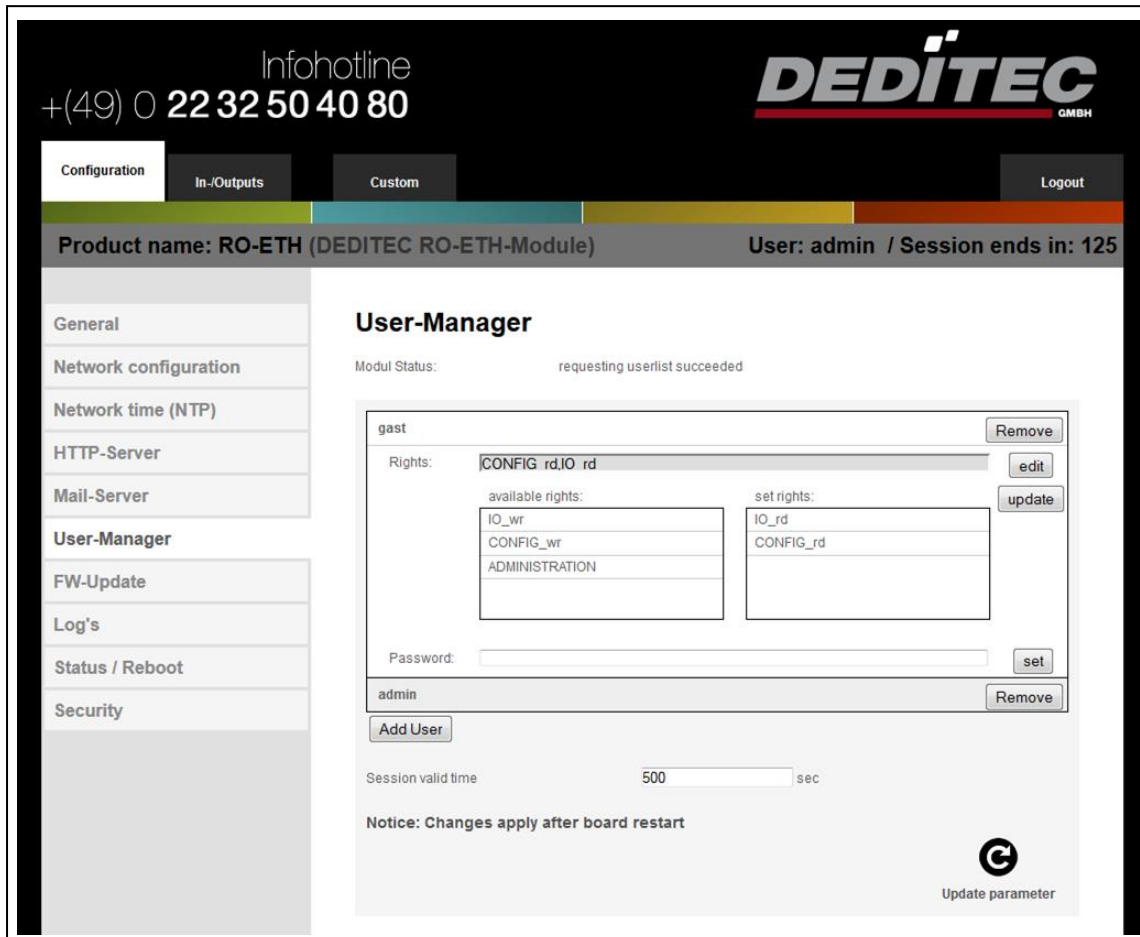 Infohotline
+(49) 0 22 32 50 40 80
DEDITEC
GMBH
Configuration
In-/Outputs
Custom
Logout
Product name: RO-ETH (DEDITEC RO-ETH-Module)
User: admin / Session ends in: 125
General
Network configuration
Network time (NTP)
HTTP-Server
Mail-Server
User-Manager
FW-Update
Log's
Status / Reboot
Security
User-Manager
Modul Status: requesting userlist succeeded
gast Remove
Rights: CONFIG_rd,IO_rd edit
available rights: set rights: update
IO_wr IO_rd
CONFIG_wr CONFIG_rd
ADMINISTRATION
Password: set
admin Remove
Add User
Session valid time 500 sec
Notice: Changes apply after board restart
Update parameter